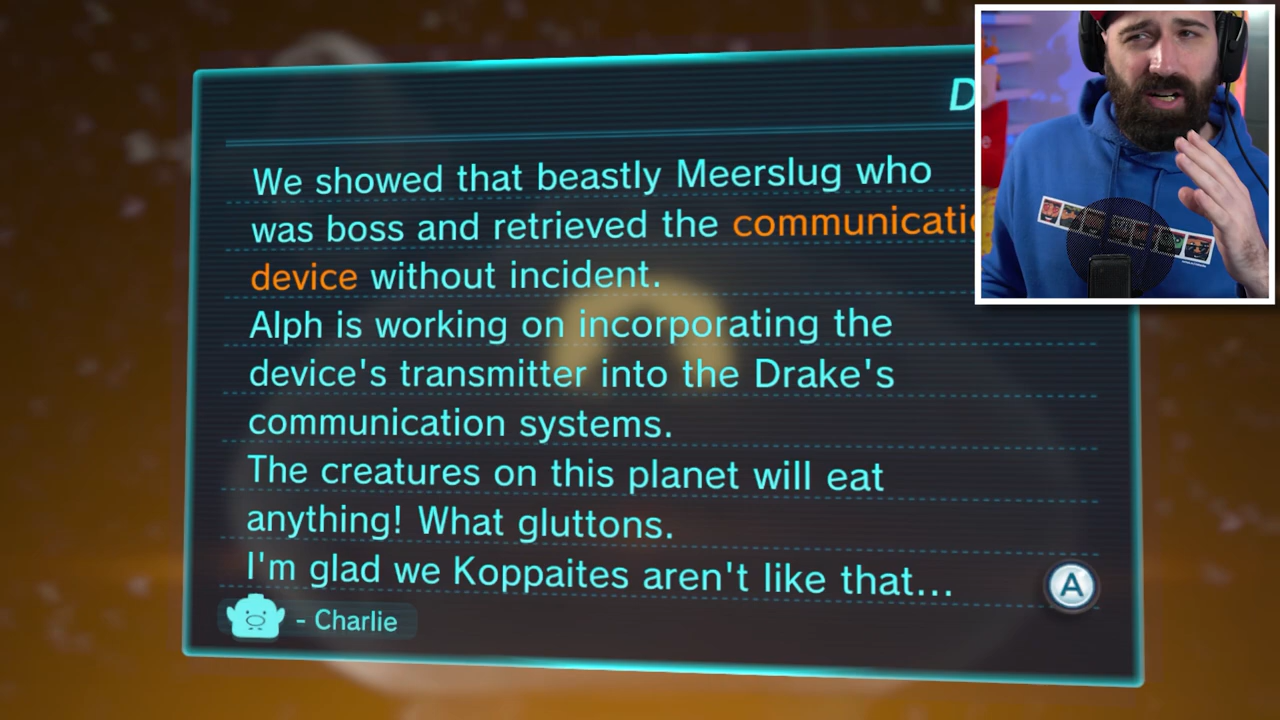 We showed that beastly Meerslug who
was boss and retrieved the
device without incident.
Alph is working on incorporating the
device's transmitter into the Drake's
communication systems.
The creatures on this planet will eat
anything! What gluttons.
I'm glad we Koppaites aren't like that...
A
- Charlie